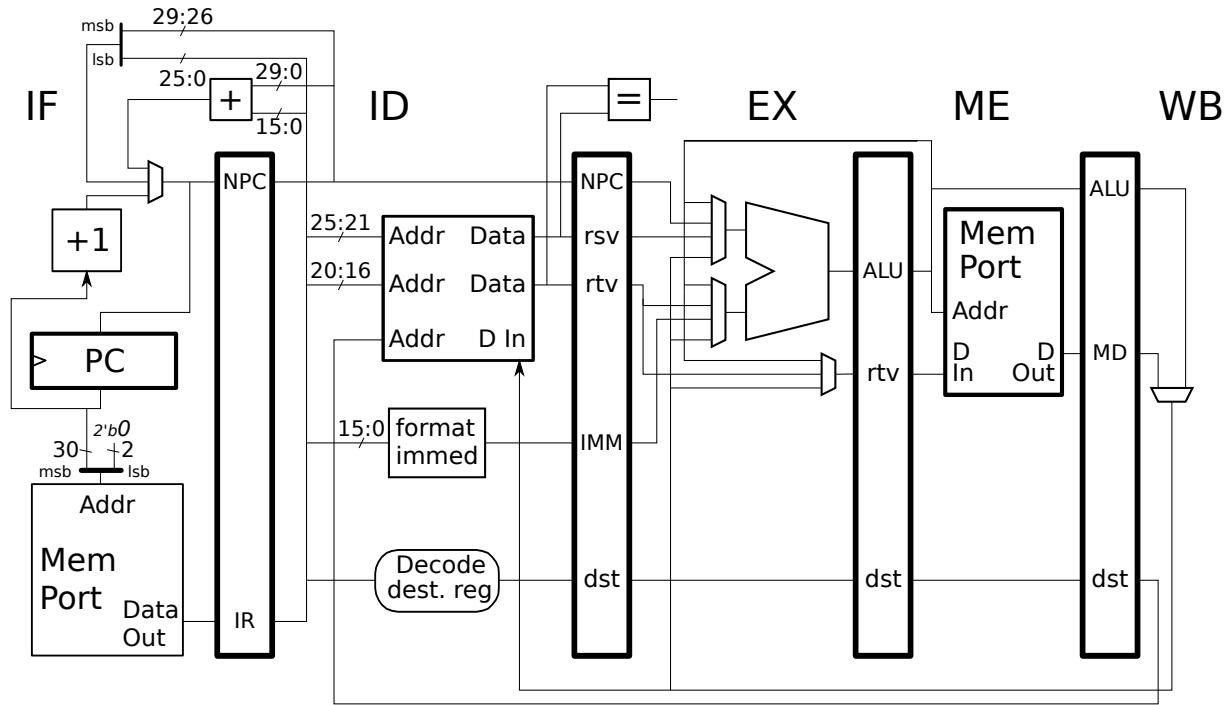 29:26
msb
lsb
25:0
29:0
15:0
+
=
IF
ID
EX
ME
WB
NPC
NPC
ALU
+1
25:21
Addr
Data
rsv
20:16
Addr
Data
rtv
Addr
D In
ALU
Mem
Port
Addr
D
In
D
Out
MD
PC
rtv
2'b0
30
2
msb
lsb
15:0
format
immed
IMM
Addr
Mem
Port
Data
Out
IR
Decode
dest. reg
dst
dst
dst